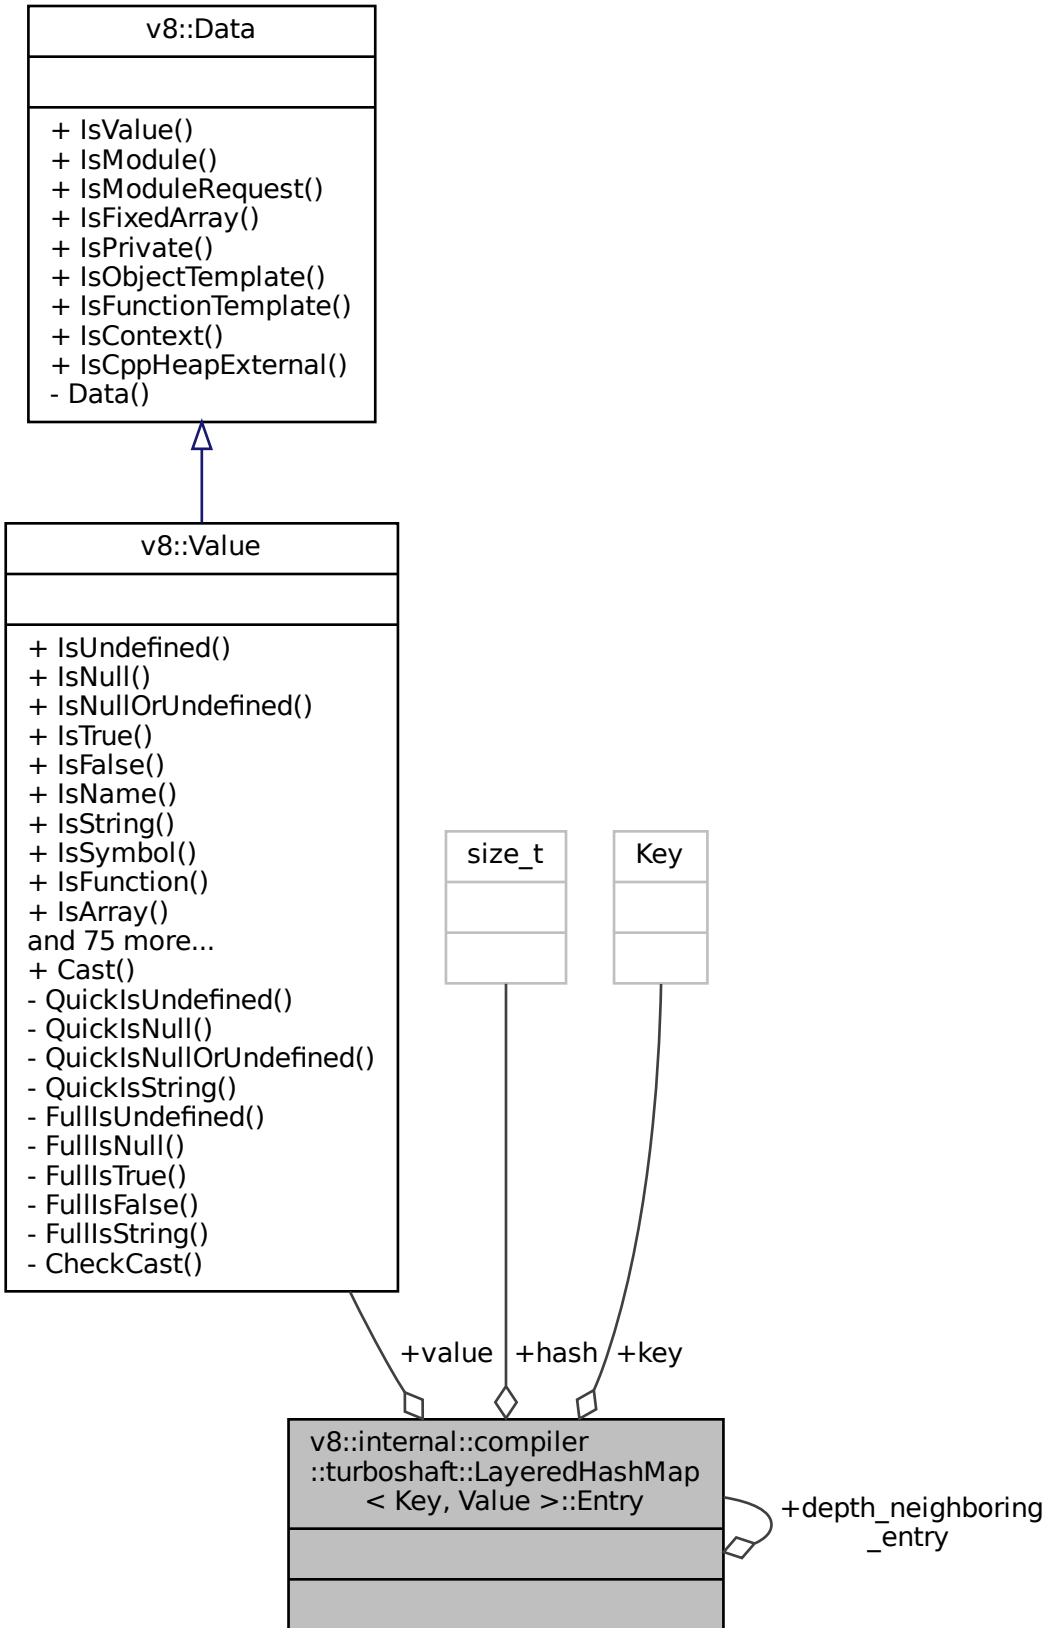 v8::Data
+ IsValue()
+ IsModule()
+ IsModuleRequest()
+ IsFixedArray()
+ IsPrivate()
+ IsObjectTemplate()
+ IsFunctionTemplate()
+ IsContext()
+ IsCppHeapExternal()
- Data()
v8::Value
+ IsUndefined()
+ IsNull()
+ IsNullOrUndefined()
+ IsTrue()
+ IsFalse()
+ IsName()
+ IsString()
+ IsSymbol()
+ IsFunction()
+ IsArray()
and 75 more...
+ Cast()
- QuickIsUndefined()
- QuickIsNull()
- QuickIsNullOrUndefined()
- QuickIsString()
- FullIsUndefined()
- FullIsNull()
- FullIsTrue()
- FullIsFalse()
- FullIsString()
- CheckCast()
size_t
Key
+value
+hash
+key
v8::internal::compiler
::turboshaft::LayeredHashMap
< Key, Value >::Entry
+depth_neighboring
_entry